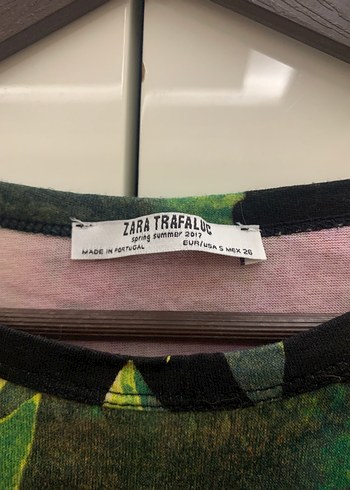 ZARA TRAFALUC
spring summer 2017
MADE IN PORTUGAL EUR/USA S MEX 26